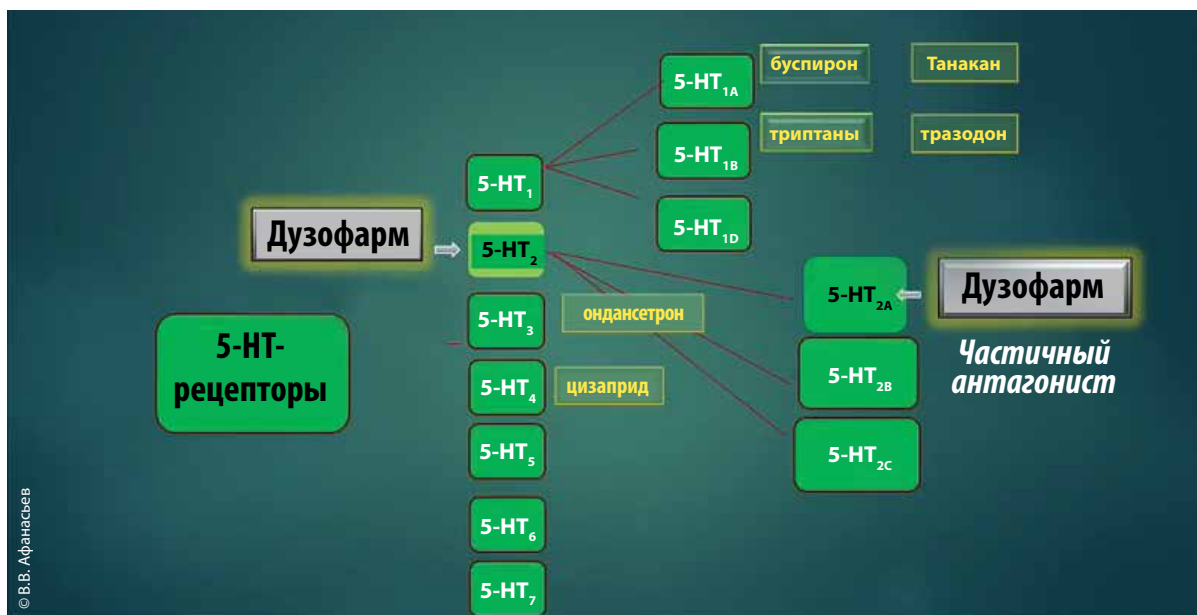 буспирон
Танакан
5-HT1A
триптаны
тразодон
5-HT1B
5-HT1
Дузофарм
5-HT1D
5-HT2
5-HT2A
Дузофарм
5-HT3
ондансетрон
Частичный
антагонист
5-НТ-
рецепторы
5-HT4
цизаприд
5-HT2B
5-HT5
5-HT2C
5-HT6
5-HT7
© В.В. Афанасьев